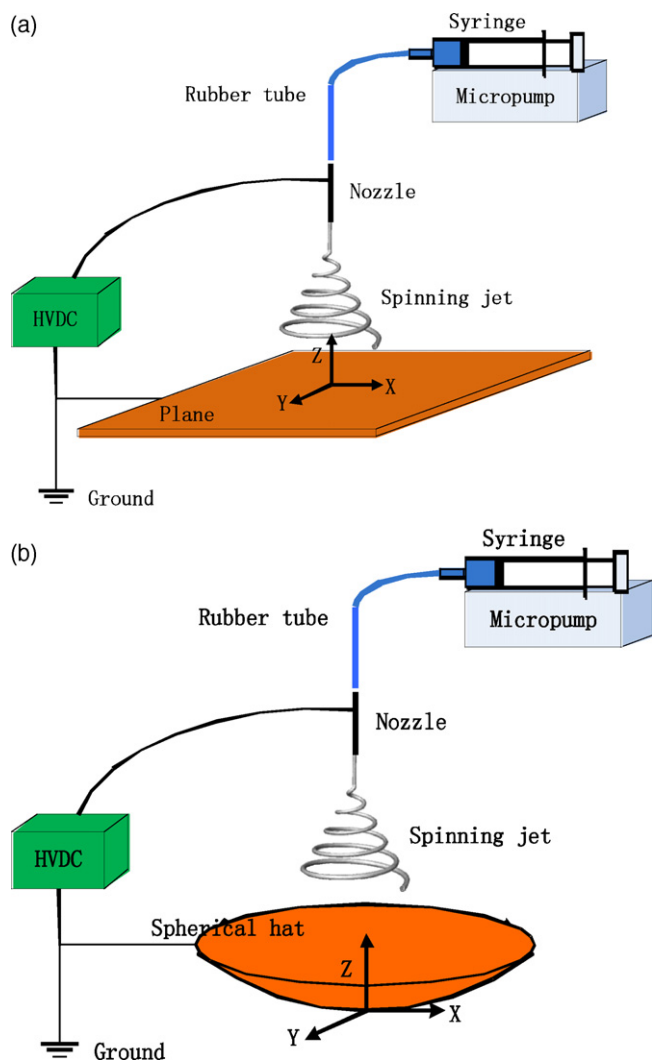 (a)
Syringe
Rubber tube
Micropump
Nozzle
HVDC
Spinning jet
Z
X
Y
Plane
Ground
(b)
Syringe
Rubber tube
Micropump
Nozzle
HVDC
Spinning jet
Spherical hat
Z
X
Y
Ground